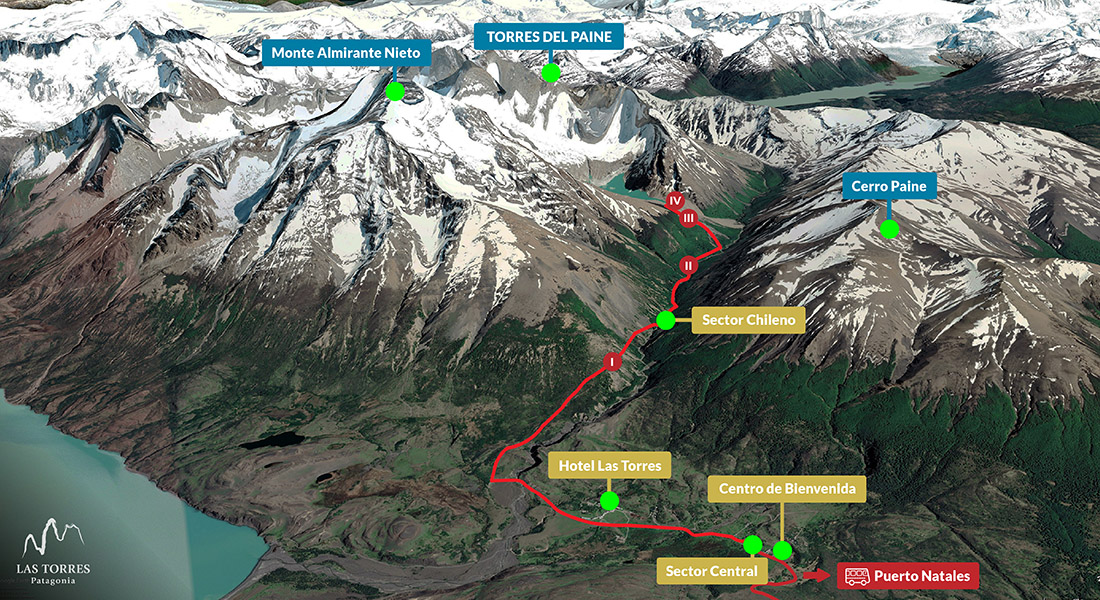 TORRES DEL PAINE
Monte Almirante Nieto
Cerro Paine
IV
III
II
Sector Chileno
I
Hotel Las Torres
Centro de Bienvenida
Sector Central
Puerto Natales
LAS TORRES
Patagonia